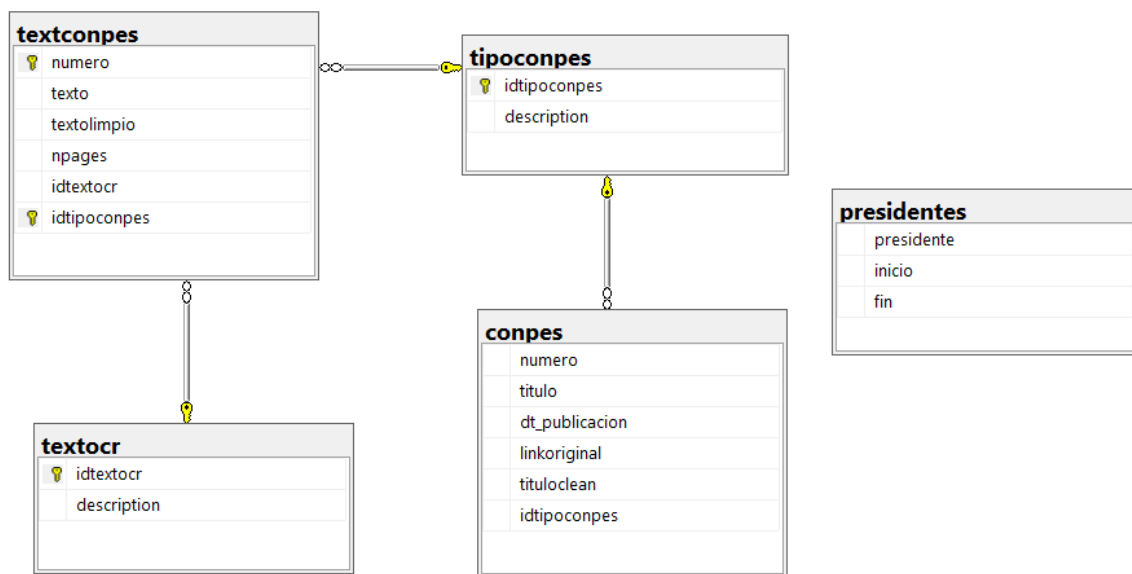 textconpes
numero
texto
textolimpio
npages
idtextocr
idtipoconpes
tipoconpes
idtipoconpes
description
presidentes
presidente
inicio
fin
textocr
idtextocr
description
conpes
numero
titulo
dt_publicacion
linkoriginal
tituloclean
idtipoconpes